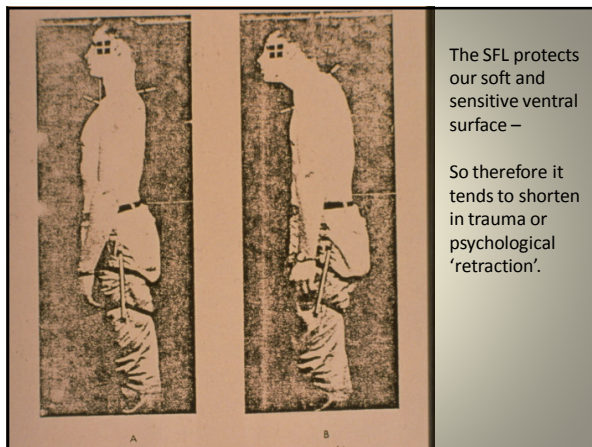 The SFL protects
our soft and
sensitive ventral
surface –
So therefore it
tends to shorten
in trauma or
psychological
‘retraction’.
A
B